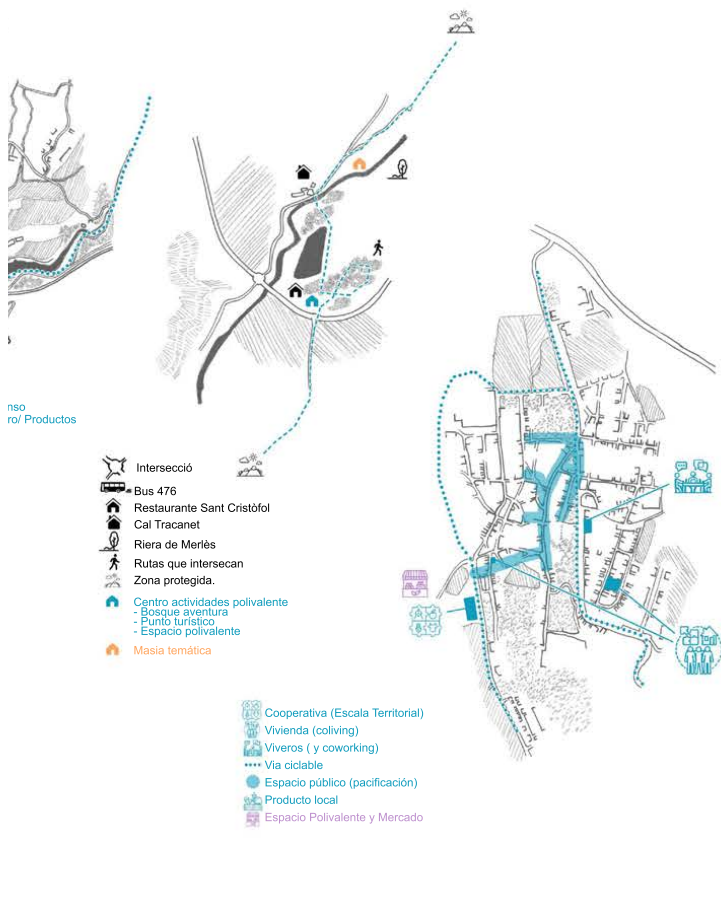 nso
ro/ Productos
Intersecció
Bus 476
Restaurante Sant Cristòfol
Cal Tracanet
Riera de Merlès
Rutas que intersecan
Zona protegida.
Centro actividades polivalente
- Bosque aventura
- Punto turístico
- Espacio polivalente
Masia temática
Cooperativa (Escala Territorial)
Vivienda (coliving)
Viveros ( y coworking)
Via ciclable
Espacio público (pacificación)
Producto local
Espacio Polivalente y Mercado